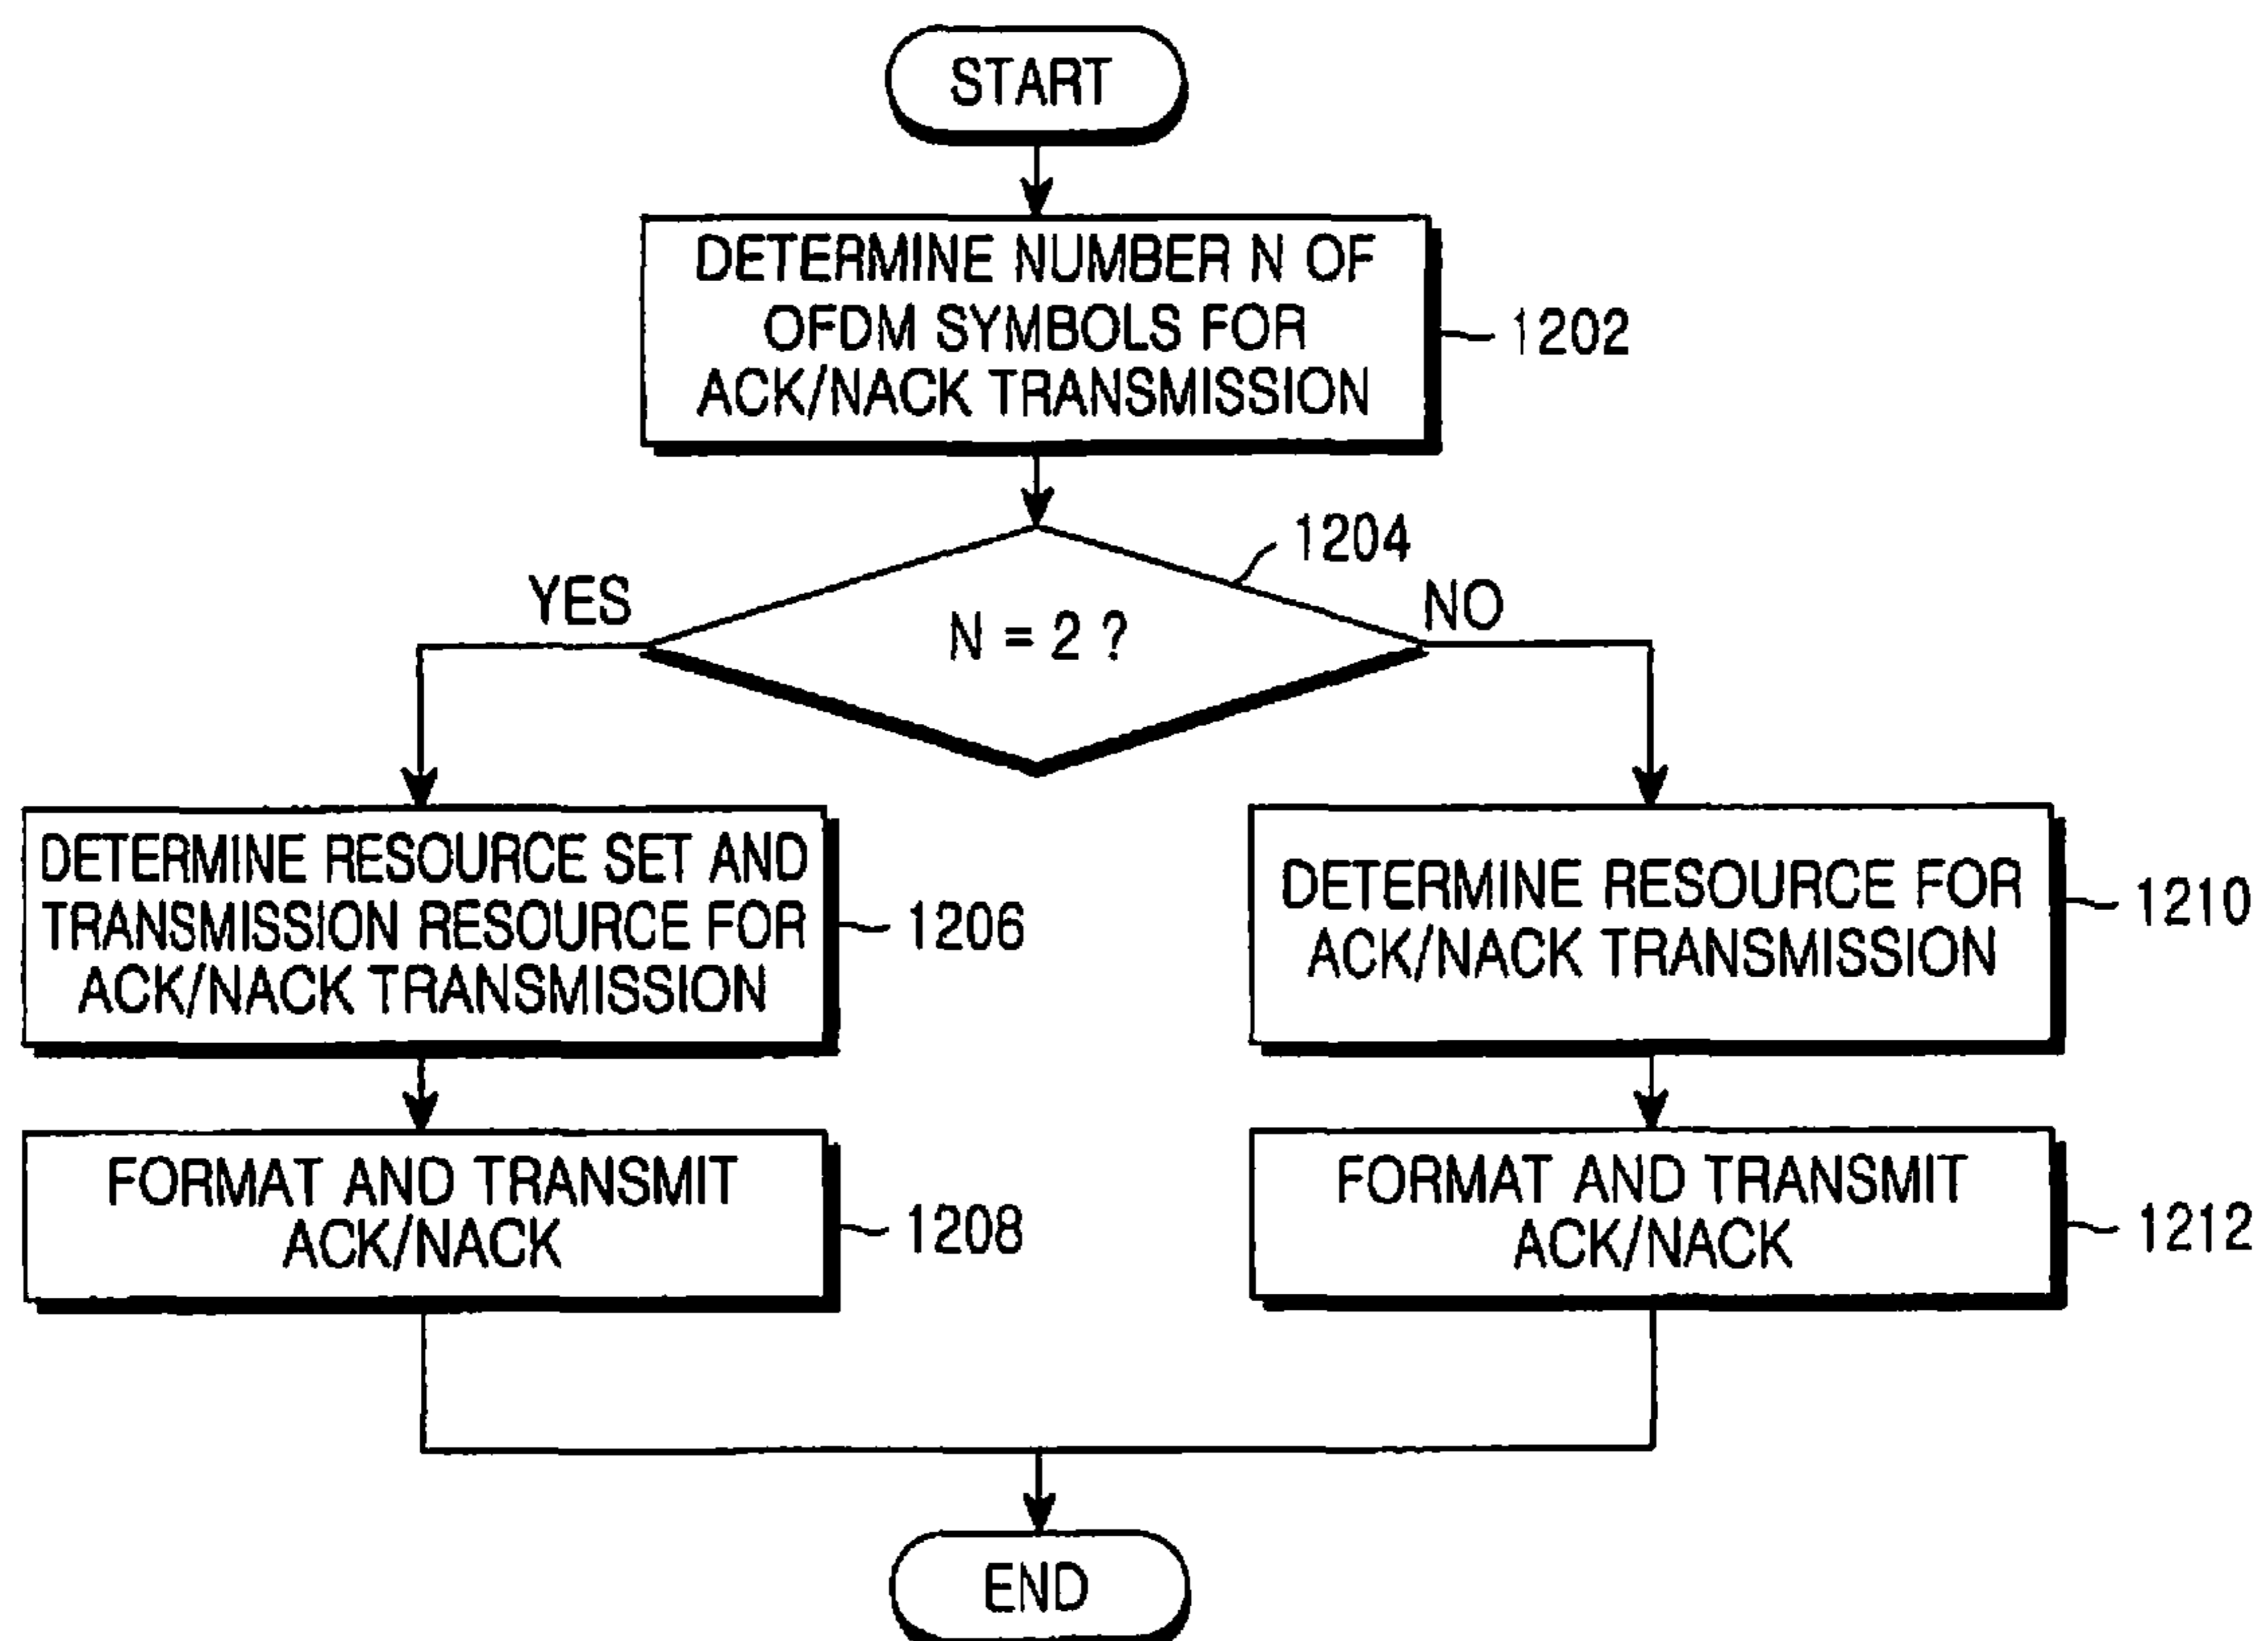 START
DETERMINE NUMBER N OF
OFDM SYMBOLS FOR
ACK/NACK TRANSMISSION
1202
1204
YES
N = 2 ?
NO
DETERMINE RESOURCE SET AND
TRANSMISSION RESOURCE FOR
ACK/NACK TRANSMISSION
1206
DETERMINE RESOURCE FOR
ACK/NACK TRANSMISSION
1210
FORMAT AND TRANSMIT
ACK/NACK
1208
FORMAT AND TRANSMIT
ACK/NACK
1212
END